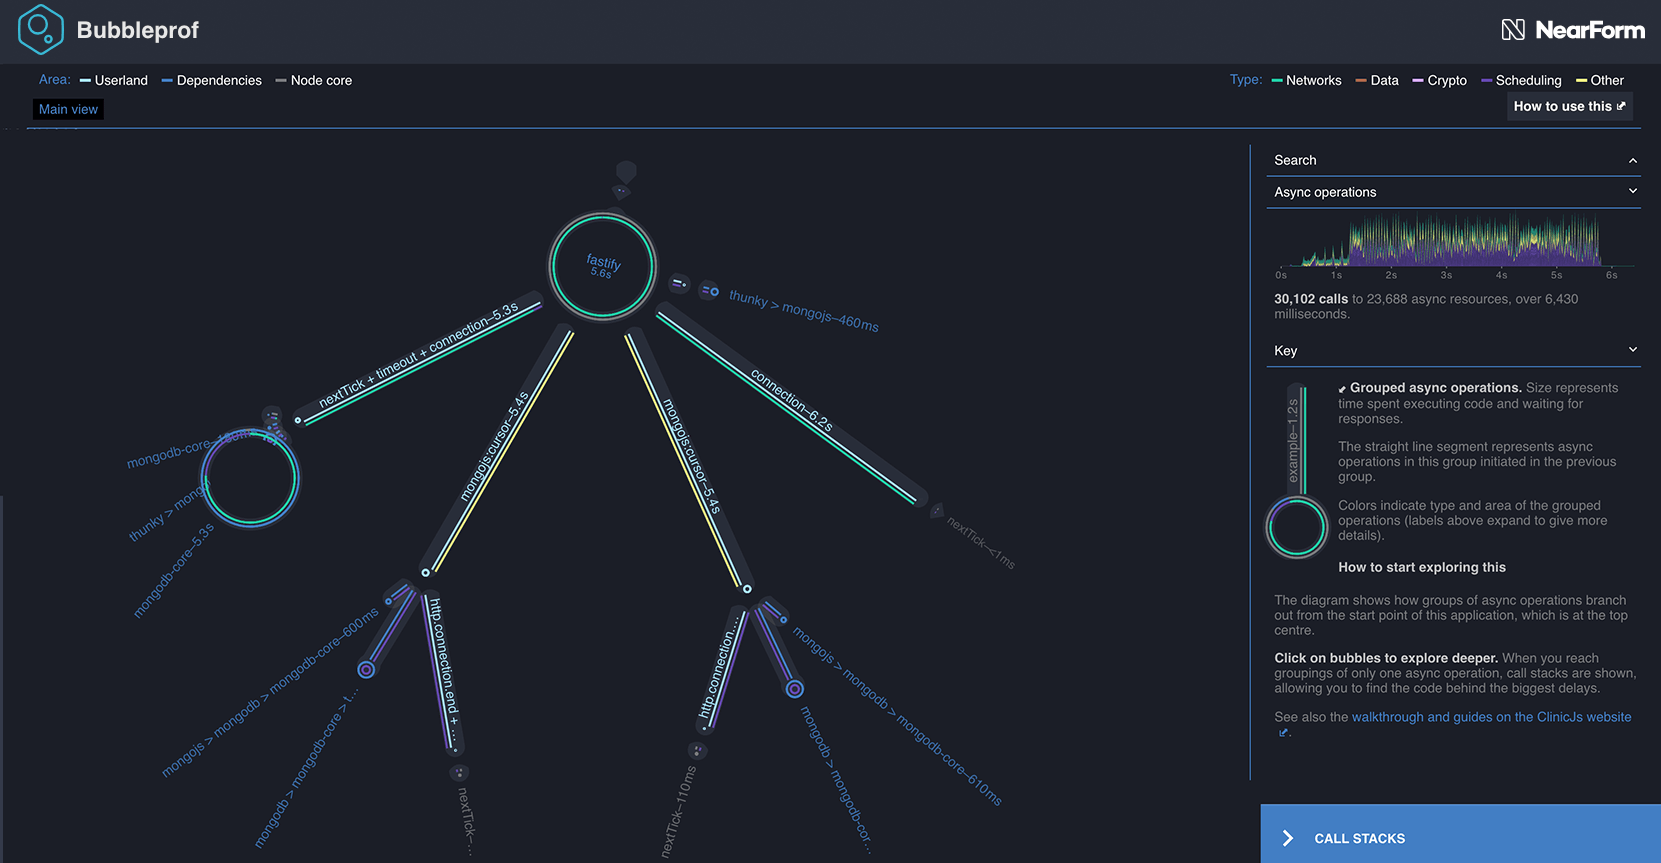 Bubbleprof
NearForm
Area: Userland Dependencies Node core
Type: Networks Data Crypto Scheduling Other
Main view
How to use this
fastify
5.6s
thunky > mongojs–460ms
nextTick + timeout + connection–5.3s
mongojs:cursor–5.4s
mongojs:cursor–5.4s
connection–6.2s
nextTick–<1ms
mongodb-core–
thunky > mongo
mongodb-core–5.3s
mongojs > mongodb > mongodb-core–600ms
mongodb > mongodb-core > t…
http.connection.end + …
nextTick–…
http.connection.…
nextTick–110ms
mongojs > mongodb > mongodb-core–610ms
mongodb > mongodb-cor…
Search
Async operations
0s 1s 2s 3s 4s 5s 6s
30,102 calls to 23,688 async resources, over 6,430
milliseconds.
Key
example–1.2s
Grouped async operations. Size represents
time spent executing code and waiting for
responses.
The straight line segment represents async
operations in this group initiated in the previous
group.
Colors indicate type and area of the grouped
operations (labels above expand to give more
details).
How to start exploring this
The diagram shows how groups of async operations branch
out from the start point of this application, which is at the top
centre.
Click on bubbles to explore deeper. When you reach
groupings of only one async operation, call stacks are shown,
allowing you to find the code behind the biggest delays.
See also the walkthrough and guides on the ClinicJs website
.
CALL STACKS